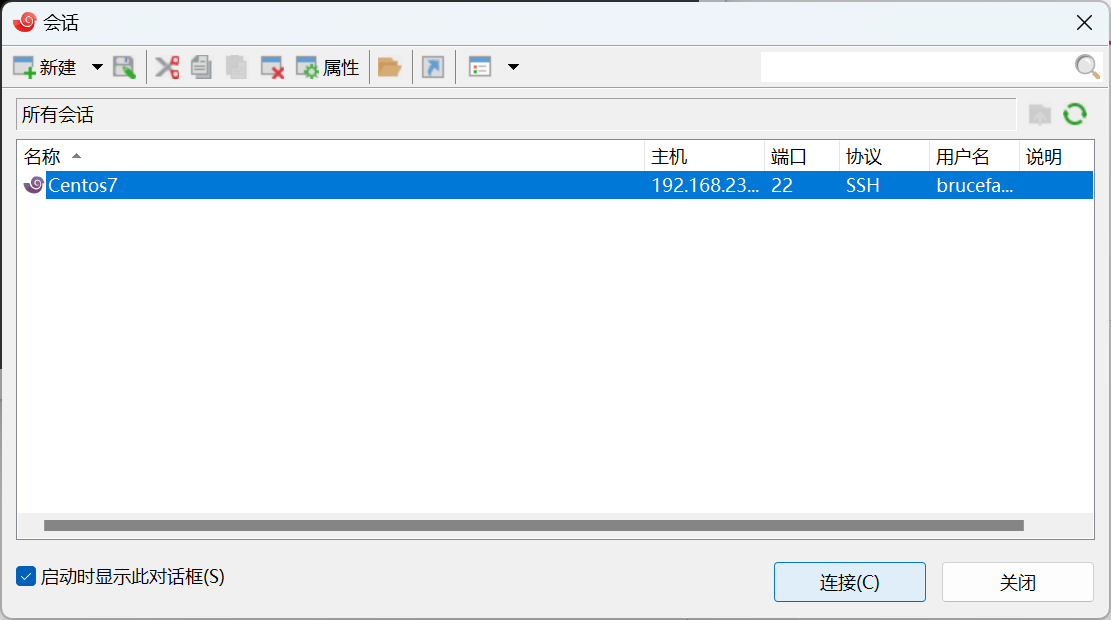 会话
新建 属性
所有会话
名称 主机 端口 协议 用户名 说明
Centos7 192.168.23... 22 SSH brucefa...
启动时显示此对话框(S)
连接(C) 关闭